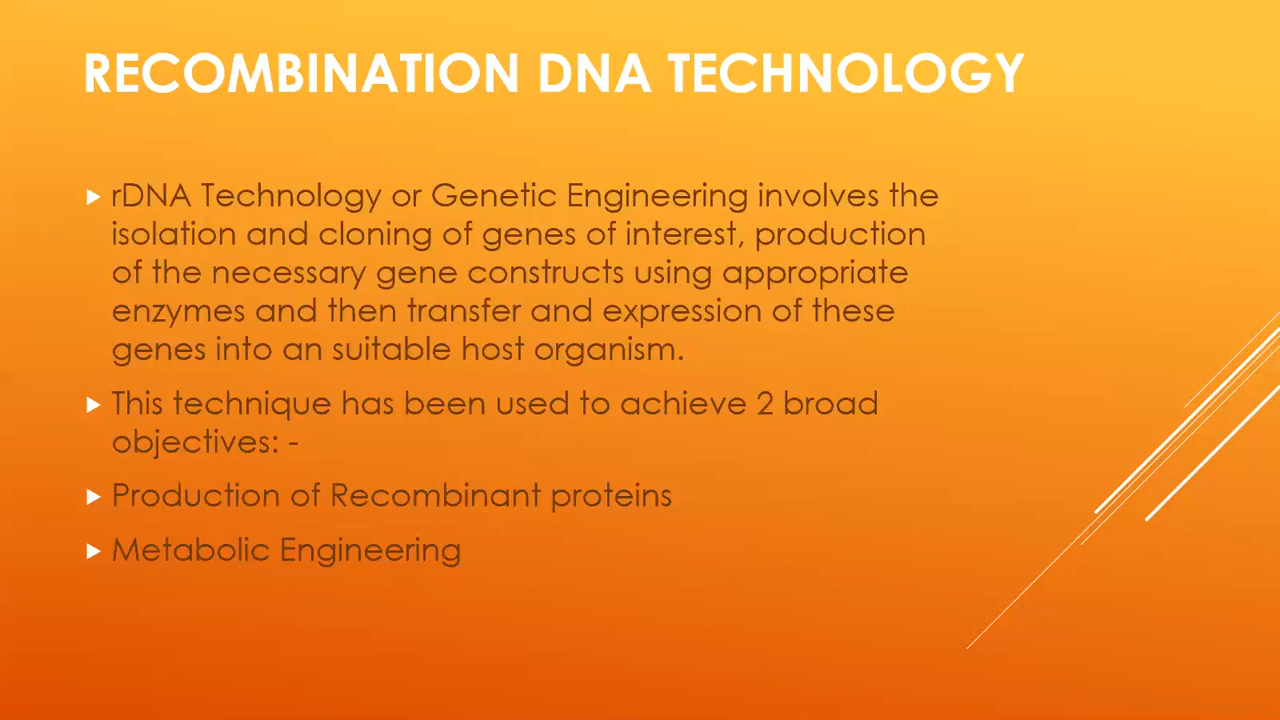 RECOMBINATION DNA TECHNOLOGY
rDNA Technology or Genetic Engineering involves the
isolation and cloning of genes of interest, production
of the necessary gene constructs using appropriate
enzymes and then transfer and expression of these
genes into an suitable host organism.
This technique has been used to achieve 2 broad
objectives: -
Production of Recombinant proteins
Metabolic Engineering